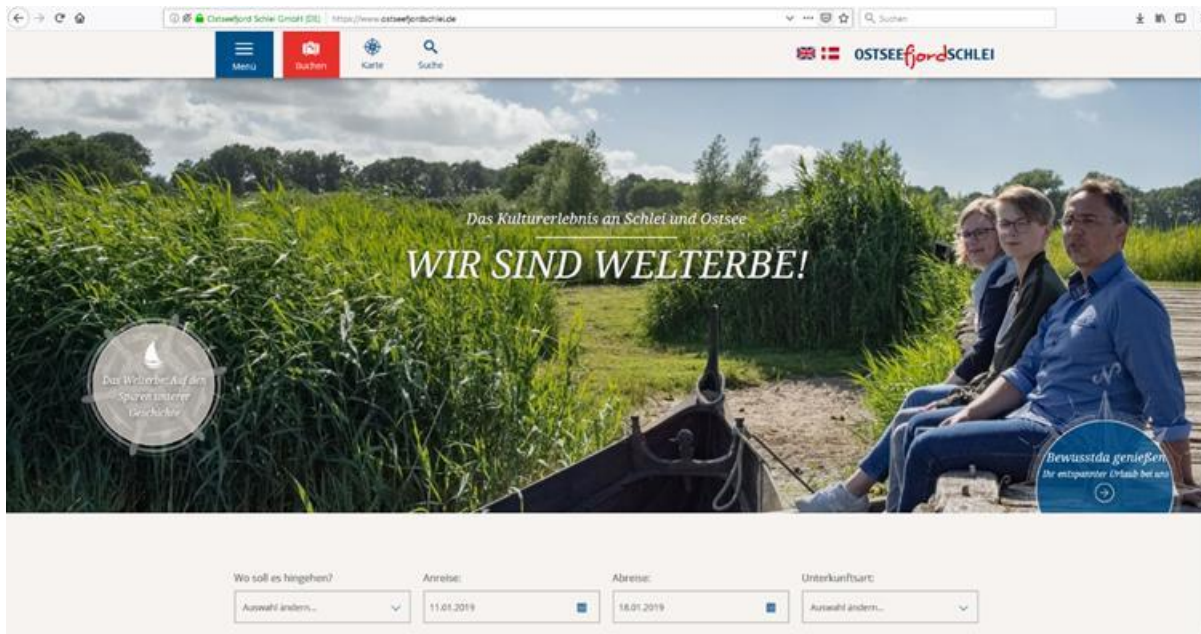 Ostseefjord Schlei GmbH (DE) https://www.ostseefjordschlei.de
Suchen
Menü
Buchen
Karte
Suche
OSTSEEfjordSCHLEI
Das Kulturerlebnis an Schlei und Ostsee
WIR SIND WELTERBE!
Das Welterbe: Auf den
Spuren unserer
Geschichte
Bewusstda genießen
Ihr entspannter Urlaub bei uns
Wo soll es hingehen?
Anreise:
Abreise:
Unterkunftsart:
Auswahl ändern...
11.01.2019
18.01.2019
Auswahl ändern...